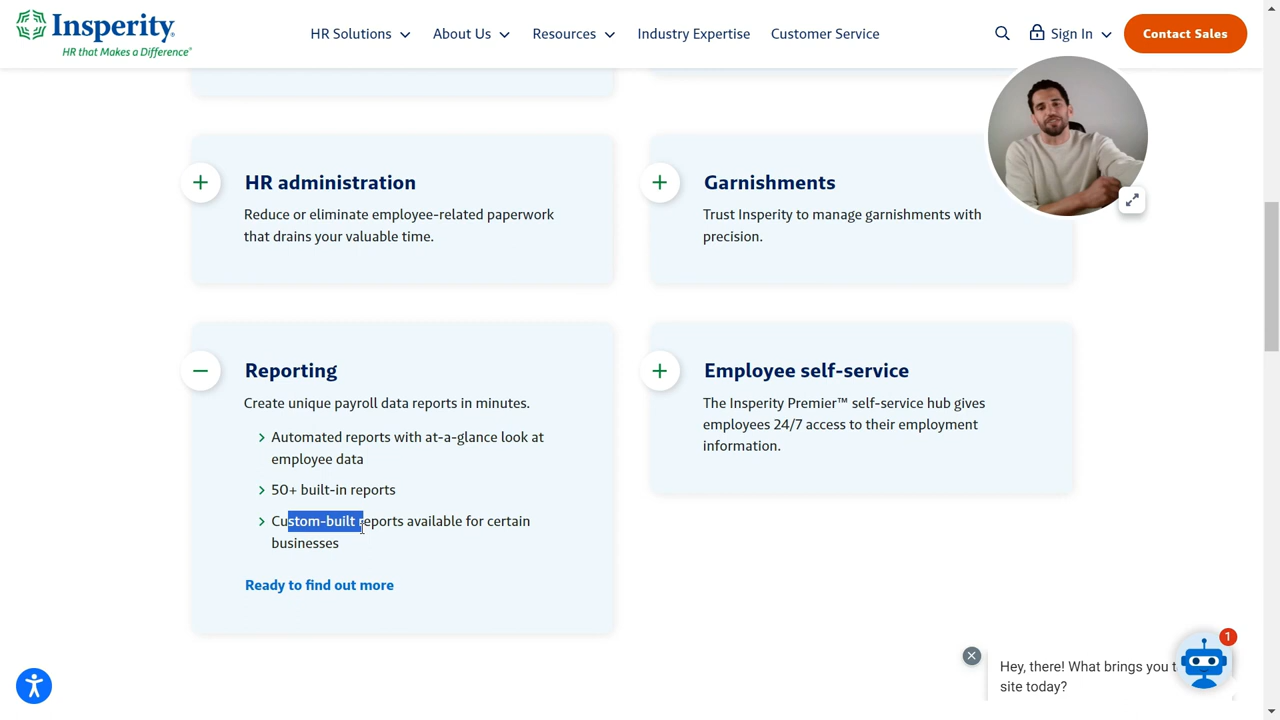 Insperity
HR that Makes a Difference
HR Solutions
About Us
Resources
Industry Expertise
Customer Service
Sign In
Contact Sales
HR administration
Reduce or eliminate employee-related paperwork
that drains your valuable time.
Garnishments
Trust Insperity to manage garnishments with
precision.
Reporting
Create unique payroll data reports in minutes.
Automated reports with at-a-glance look at
employee data
50+ built-in reports
Custom-built reports available for certain
businesses
Ready to find out more
Employee self-service
The Insperity Premier™ self-service hub gives
employees 24/7 access to their employment
information.
1
Hey, there! What brings you t
site today?